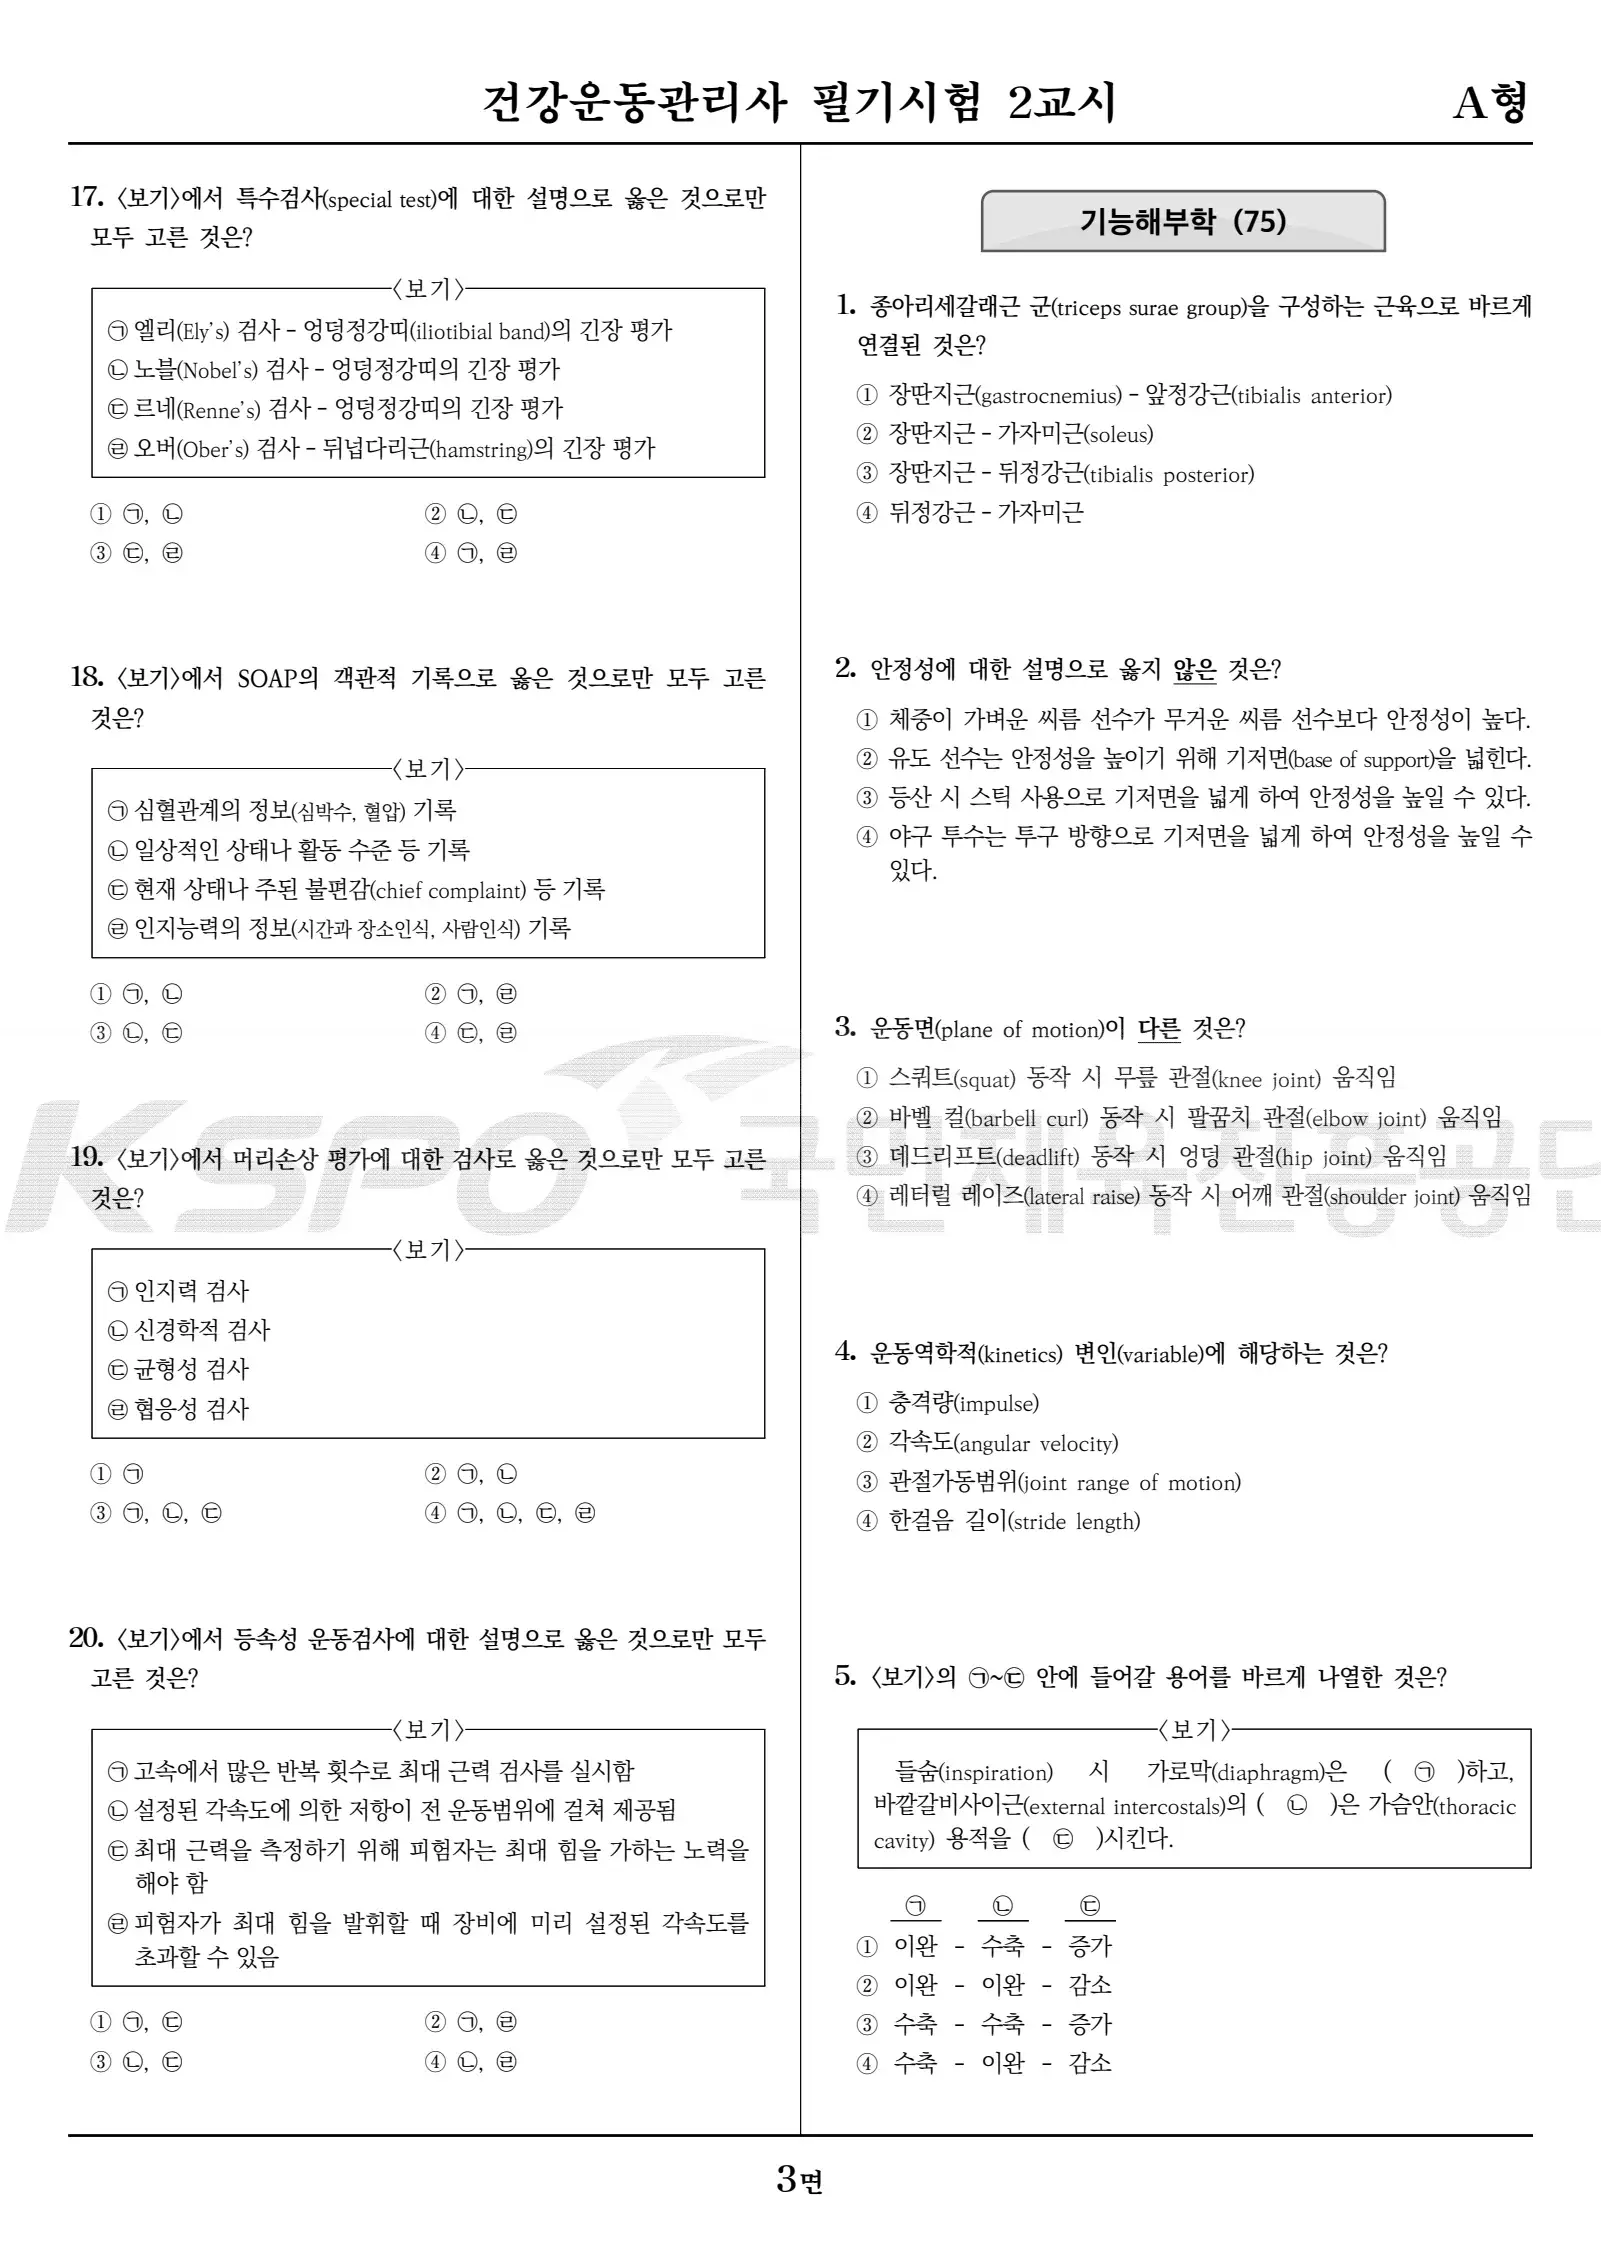 건강운동관리사 필기시험 2교시
A형
17. 〈보기〉에서 특수검사(special test)에 대한 설명으로 옳은 것으로만
모두 고른 것은?
〈보기〉
㉠ 엘리(Ely's) 검사 – 엉덩정강띠(iliotibial band)의 긴장 평가
㉡ 노블(Nobel's) 검사 – 엉덩정강띠의 긴장 평가
㉢ 르네(Renne's) 검사 – 엉덩정강띠의 긴장 평가
㉣ 오버(Ober's) 검사 – 뒤넙다리근(hamstring)의 긴장 평가
① ㉠, ㉡ ② ㉡, ㉢
③ ㉢, ㉣ ④ ㉠, ㉣
18. 〈보기〉에서 SOAP의 객관적 기록으로 옳은 것으로만 모두 고른
것은?
〈보기〉
㉠ 심혈관계의 정보(심박수, 혈압) 기록
㉡ 일상적인 상태나 활동 수준 등 기록
㉢ 현재 상태나 주된 불편감(chief complaint) 등 기록
㉣ 인지능력의 정보(시간과 장소인식, 사람인식) 기록
① ㉠, ㉡ ② ㉠, ㉣
③ ㉡, ㉢ ④ ㉢, ㉣
19. 〈보기〉에서 머리손상 평가에 대한 검사로 옳은 것으로만 모두 고른
것은?
〈보기〉
㉠ 인지력 검사
㉡ 신경학적 검사
㉢ 균형성 검사
㉣ 협응성 검사
① ㉠ ② ㉠, ㉡
③ ㉠, ㉡, ㉢ ④ ㉠, ㉡, ㉢, ㉣
20. 〈보기〉에서 등속성 운동검사에 대한 설명으로 옳은 것으로만 모두
고른 것은?
〈보기〉
㉠ 고속에서 많은 반복 횟수로 최대 근력 검사를 실시함
㉡ 설정된 각속도에 의한 저항이 전 운동범위에 걸쳐 제공됨
㉢ 최대 근력을 측정하기 위해 피험자는 최대 힘을 가하는 노력을
해야 함
㉣ 피험자가 최대 힘을 발휘할 때 장비에 미리 설정된 각속도를
초과할 수 있음
① ㉠, ㉢ ② ㉠, ㉣
③ ㉡, ㉢ ④ ㉡, ㉣
기능해부학 (75)
1. 종아리세갈래근 군(triceps surae group)을 구성하는 근육으로 바르게
연결된 것은?
① 장딴지근(gastrocnemius) – 앞정강근(tibialis anterior)
② 장딴지근 – 가자미근(soleus)
③ 장딴지근 – 뒤정강근(tibialis posterior)
④ 뒤정강근 – 가자미근
2. 안정성에 대한 설명으로 옳지 않은 것은?
① 체중이 가벼운 씨름 선수가 무거운 씨름 선수보다 안정성이 높다.
② 유도 선수는 안정성을 높이기 위해 기저면(base of support)을 넓힌다.
③ 등산 시 스틱 사용으로 기저면을 넓게 하여 안정성을 높일 수 있다.
④ 야구 투수는 투구 방향으로 기저면을 넓게 하여 안정성을 높일 수
있다.
3. 운동면(plane of motion)이 다른 것은?
① 스쿼트(squat) 동작 시 무릎 관절(knee joint) 움직임
② 바벨 컬(barbell curl) 동작 시 팔꿈치 관절(elbow joint) 움직임
③ 데드리프트(deadlift) 동작 시 엉덩 관절(hip joint) 움직임
④ 레터럴 레이즈(lateral raise) 동작 시 어깨 관절(shoulder joint) 움직임
4. 운동역학적(kinetics) 변인(variable)에 해당하는 것은?
① 충격량(impulse)
② 각속도(angular velocity)
③ 관절가동범위(joint range of motion)
④ 한걸음 길이(stride length)
5. 〈보기〉의 ㉠~㉢ 안에 들어갈 용어를 바르게 나열한 것은?
〈보기〉
들숨(inspiration) 시 가로막(diaphragm)은 ( ㉠ )하고,
바깥갈비사이근(external intercostals)의 ( ㉡ )은 가슴안(thoracic
cavity) 용적을 ( ㉢ )시킨다.
㉠ ㉡ ㉢
① 이완 – 수축 – 증가
② 이완 – 이완 – 감소
③ 수축 – 수축 – 증가
④ 수축 – 이완 – 감소
KSPO 국민체육진흥공단
3면